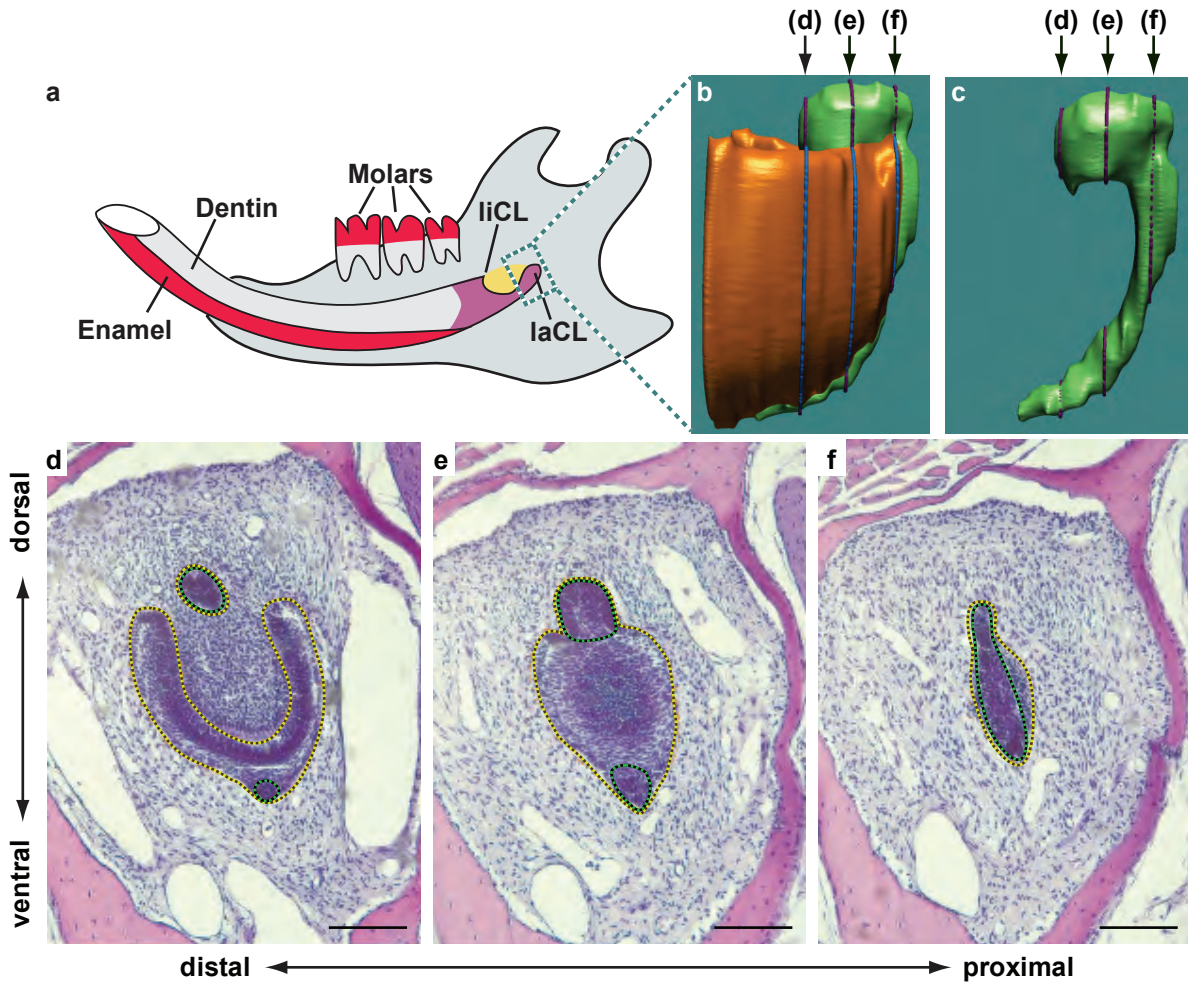 (d) (e) (f)
(d) (e) (f)
a
b
c
Molars
Dentin
liCL
Enamel
laCL
d
e
f
dorsal
ventral
distal
proximal